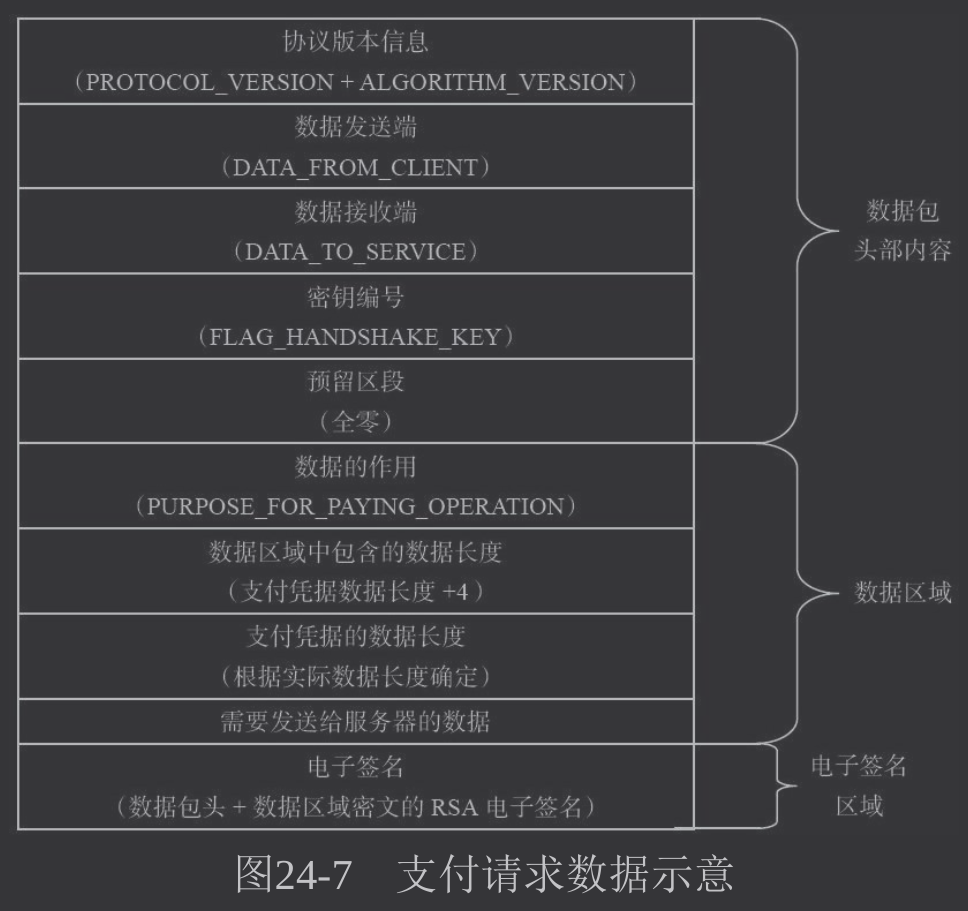 协议版本信息
（PROTOCOL_VERSION + ALGORITHM_VERSION）
数据发送端
（DATA_FROM_CLIENT）
数据接收端
（DATA_TO_SERVICE）
密钥编号
（FLAG_HANDSHAKE_KEY）
预留区段
（全零）
数据包
头部内容
数据的作用
（PURPOSE_FOR_PAYING_OPERATION）
数据区域中包含的数据长度
（支付凭据数据长度 +4 ）
支付凭据的数据长度
（根据实际数据长度确定）
需要发送给服务器的数据
数据区域
电子签名
（数据包头 + 数据区域密文的 RSA 电子签名）
电子签名
区域
图24-7　支付请求数据示意